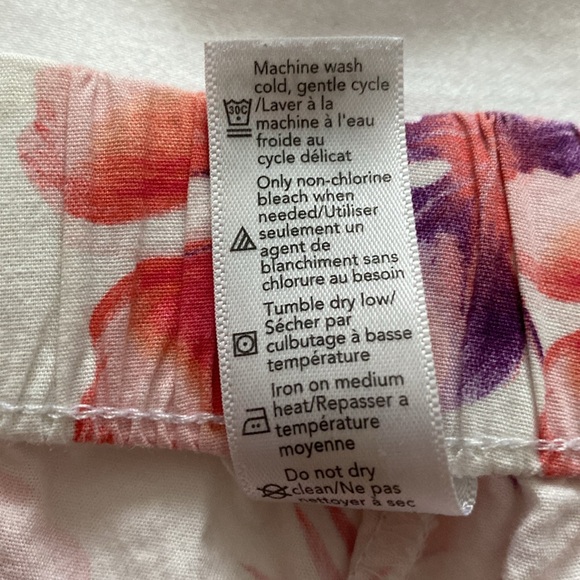 Machine wash
cold, gentle cycle
30C /Laver à la
machine à l'eau
froide au
cycle délicat
Only non-chlorine
bleach when
needed/Utiliser
seulement un
agent de
blanchiment sans
chlorure au besoin
Tumble dry low/
Sécher par
culbutage à basse
température
Iron on medium
heat/Repasser a
température
moyenne
Do not dry
clean/Ne pas
nettoyer a sec